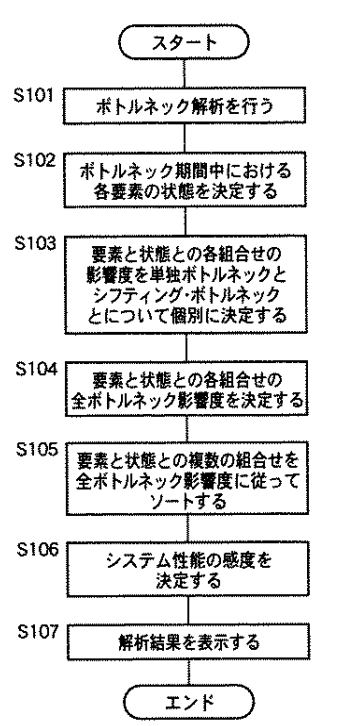 スタート
S101
ボトルネック解析を行う
S102
ボトルネック期間中における
各要素の状態を決定する
S103
要素と状態との各組合せの
影響度を単独ボトルネックと
シフティング・ボトルネック
とについて個別に決定する
S104
要素と状態との各組合せの
全ボトルネック影響度を決定する
S105
要素と状態との複数の組合せを
全ボトルネック影響度に従って
ソートする
S106
システム性能の感度を
決定する
S107
解析結果を表示する
エンド